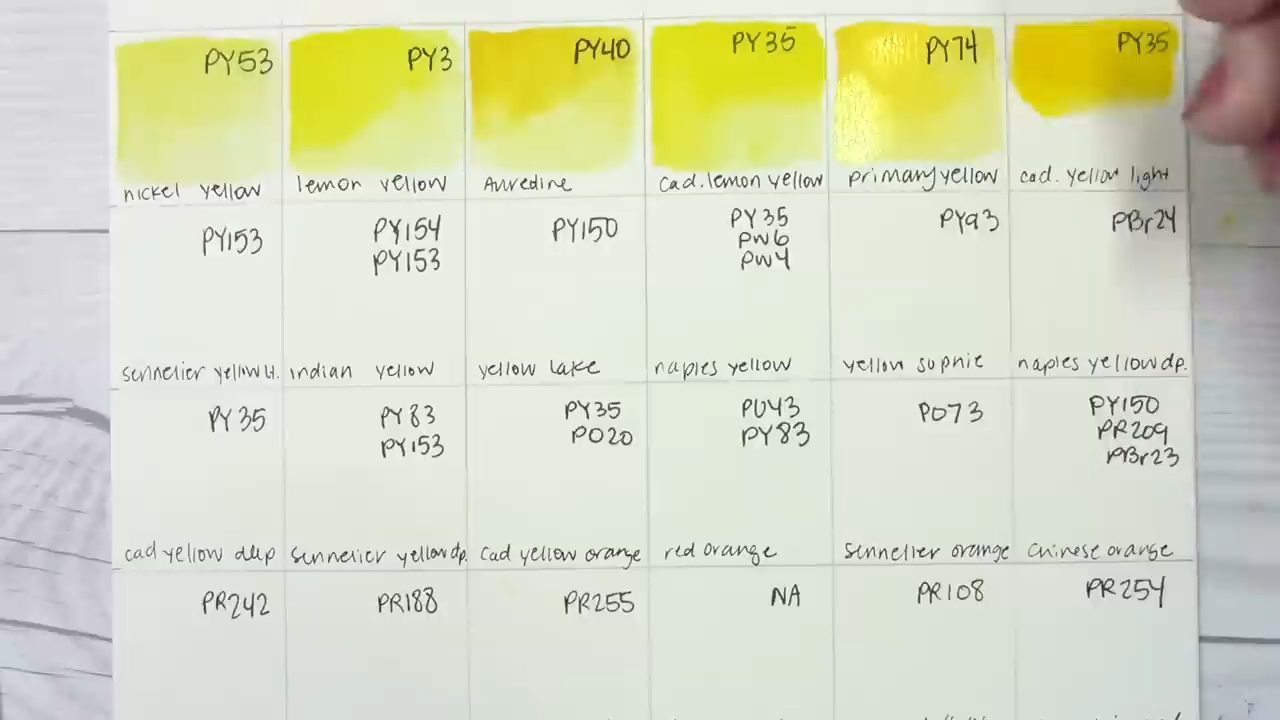 PY53 PY3 PY40 PY35 PY74 PY35
nickel yellow lemon yellow Auredine cad. lemon yellow primary yellow cad. yellow light
PY153 PY154 PY150 PY35 PY93 PBr24
PY153 PW6
PW4
sennelier yellow lt. indian yellow yellow lake naples yellow yellow sophie naples yellow dp.
PY35 PY83 PY35 PO43 PO73 PY150
PY153 PO20 PY83 PR209
PBr23
cad yellow deep sennelier yellow dp. Cad yellow orange red orange sennelier orange chinese orange
PR242 PR188 PR255 NA PR108 PR254